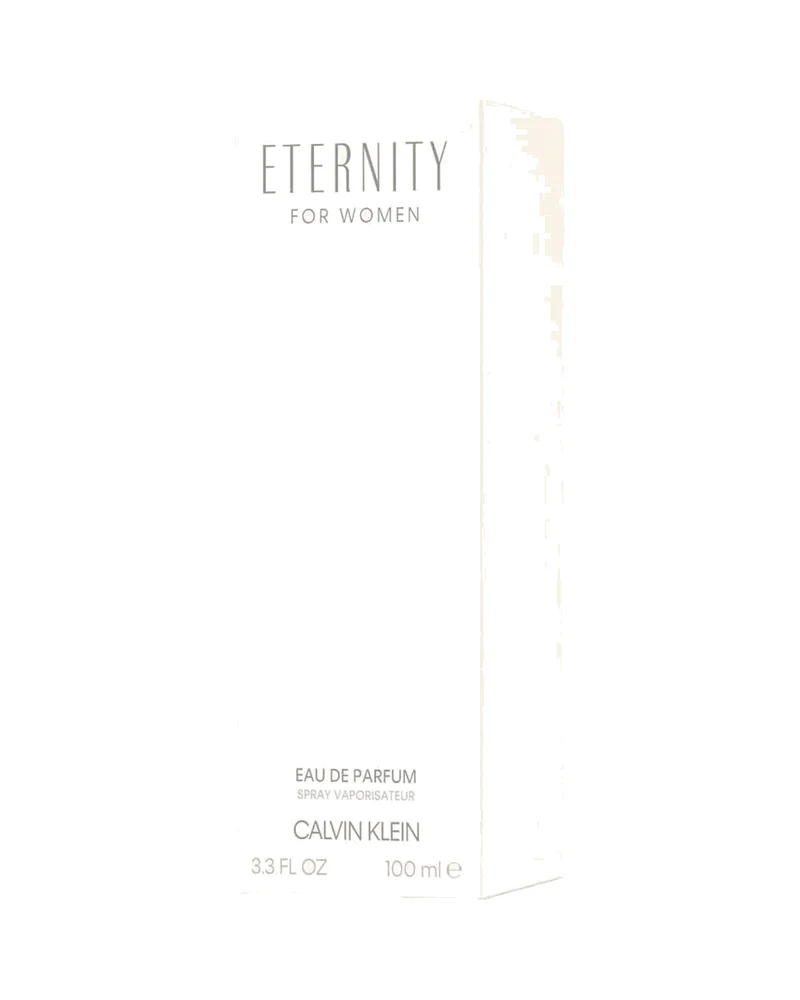 ETERNITY
FOR WOMEN
EAU DE PARFUM
SPRAY VAPORISATEUR
CALVIN KLEIN
3.3 FL OZ 100 ml ℮